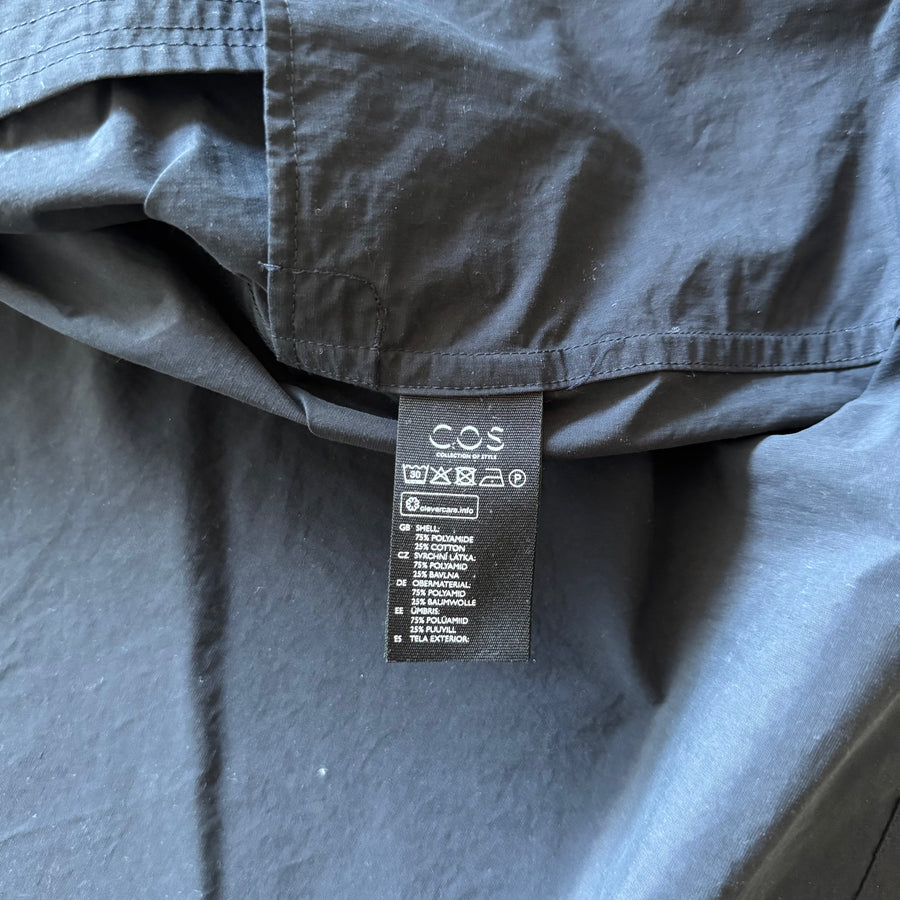 C.O.S
COLLECTION OF STYLE
30 P
clevercare.info
GB SHELL:
75% POLYAMIDE
25% COTTON
CZ SVRCHNÍ LÁTKA:
75% POLYAMID
25% BAVLNA
DE OBERMATERIAL:
75% POLYAMID
25% BAUMWOLLE
EE ÜMBRIS:
75% POLÜAMIID
25% PUUVILL
ES TELA EXTERIOR: